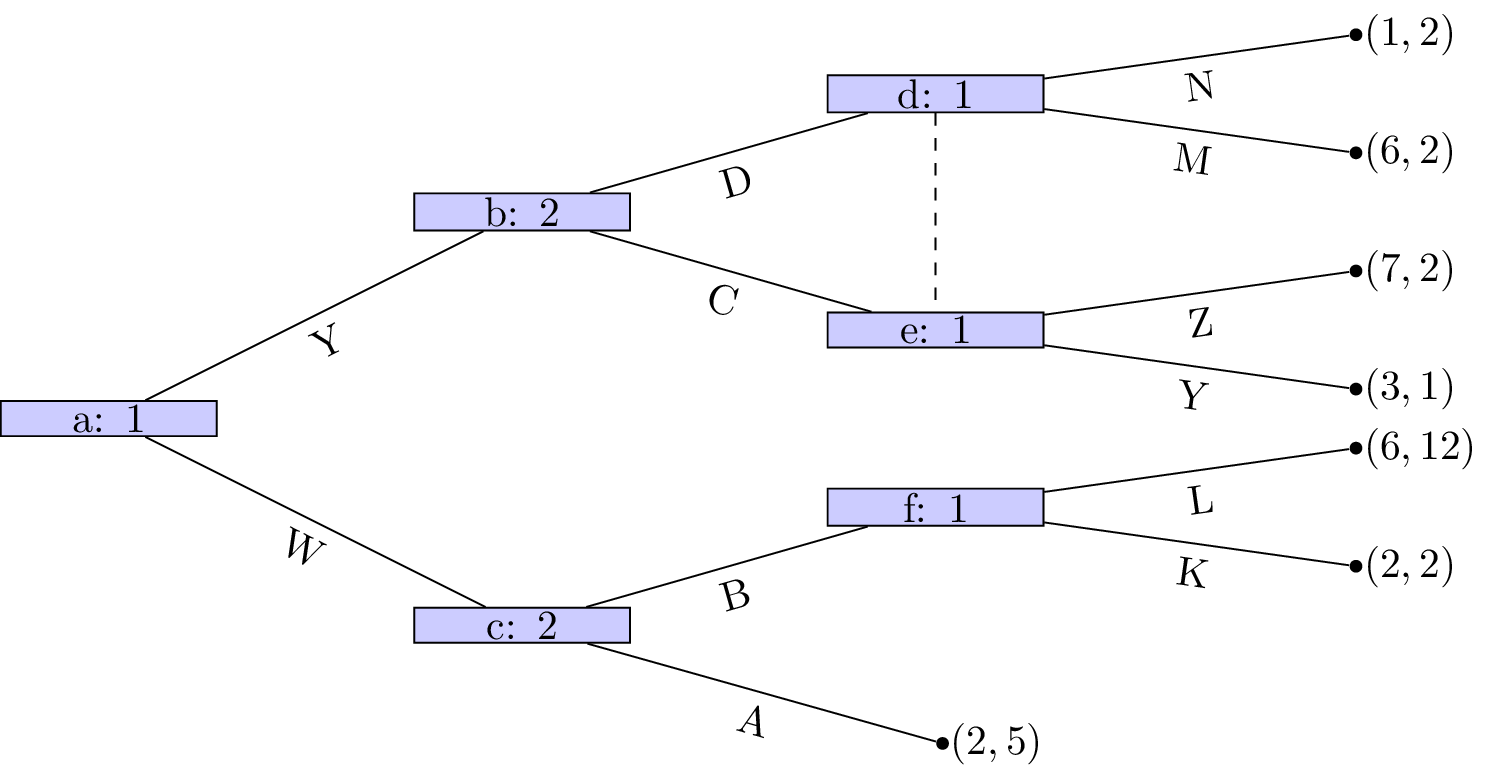 (1, 2)
N
d: 1
M
(6, 2)
D
b: 2
C
(7, 2)
Z
e: 1
Y
(3, 1)
Y
a: 1
W
(6, 12)
L
f: 1
K
(2, 2)
B
c: 2
A
(2, 5)